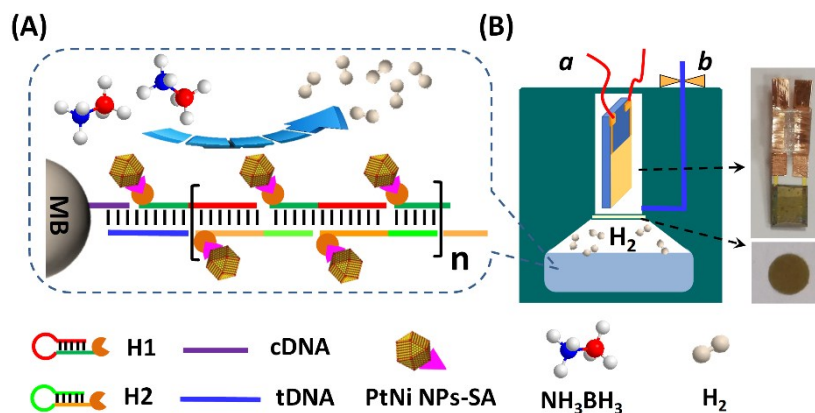 (A)
(B)
a
b
MB
n
H₂
H1
cDNA
H2
tDNA
PtNi NPs-SA
NH₃BH₃
H₂